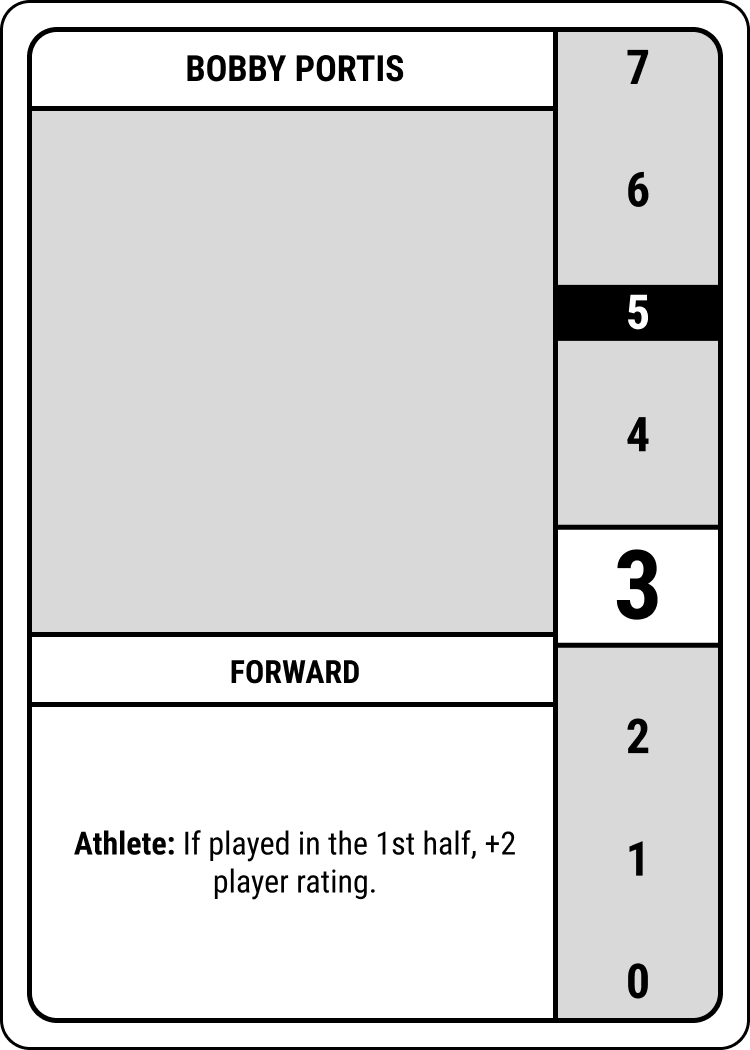 BOBBY PORTIS
7
6
5
4
3
2
1
0
FORWARD
Athlete: If played in the 1st half, +2
player rating.